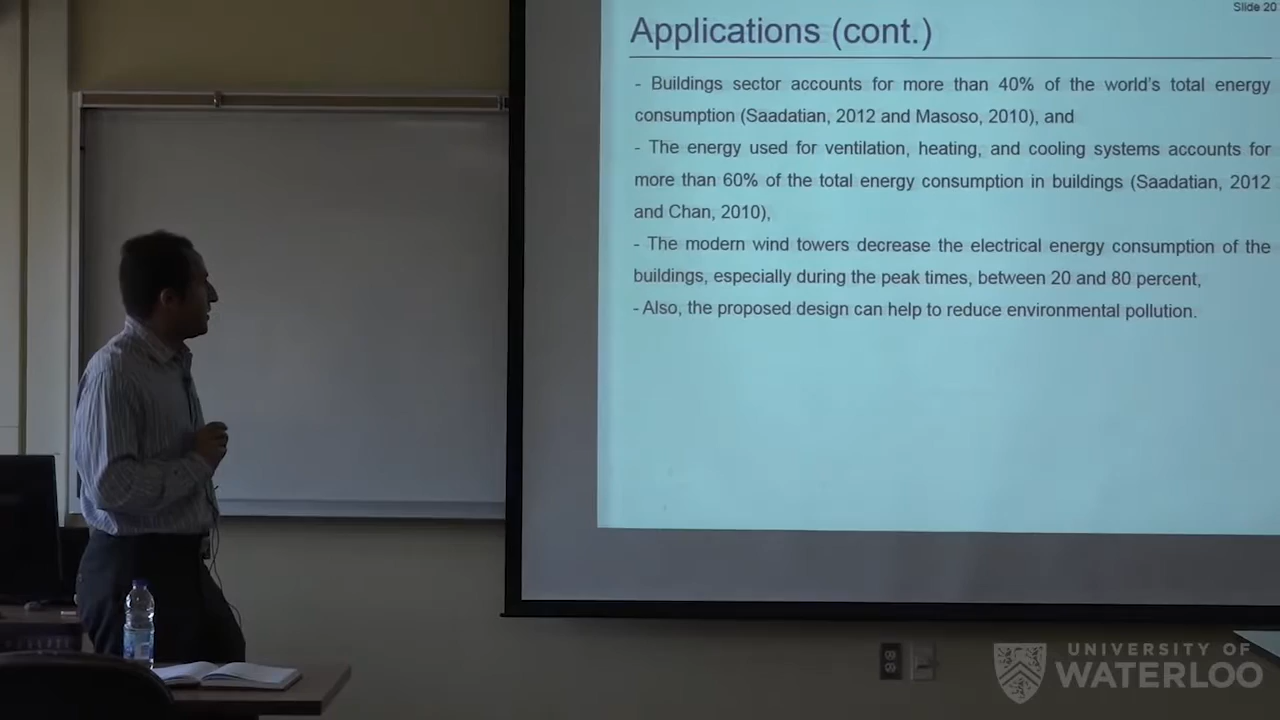 Slide 20
Applications (cont.)
- Buildings sector accounts for more than 40% of the world's total energy
consumption (Saadatian, 2012 and Masoso, 2010), and
- The energy used for ventilation, heating, and cooling systems accounts for
more than 60% of the total energy consumption in buildings (Saadatian, 2012
and Chan, 2010),
- The modern wind towers decrease the electrical energy consumption of the
buildings, especially during the peak times, between 20 and 80 percent,
- Also, the proposed design can help to reduce environmental pollution.
UNIVERSITY OF
WATERLOO